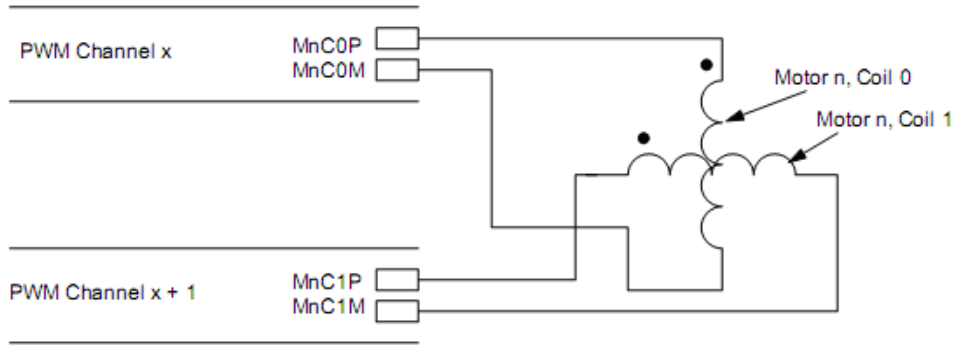 PWM Channel x
MnC0P
MnC0M
Motor n, Coil 0
Motor n, Coil 1
PWM Channel x + 1
MnC1P
MnC1M